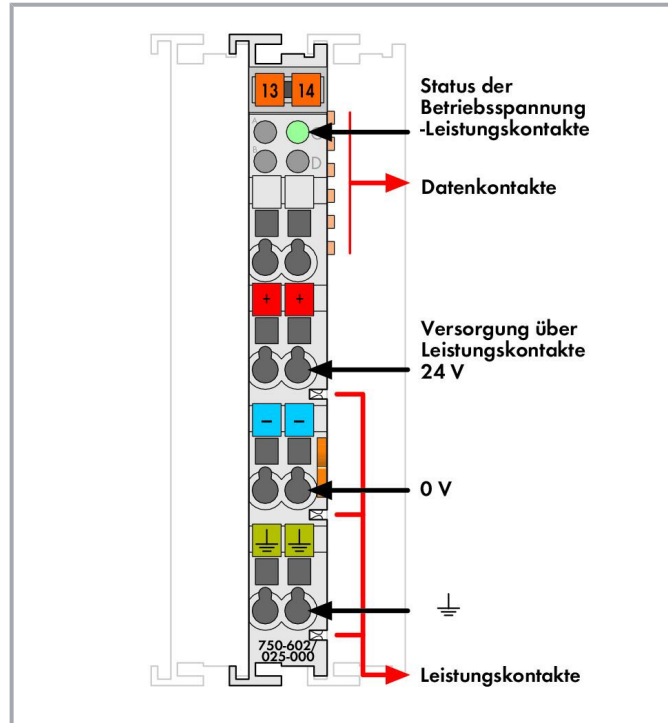 13 14
Status der
Betriebsspannung
-Leistungskontakte
A C
B D
Datenkontakte
+ +
Versorgung über
Leistungskontakte
24 V
– –
0 V
750-602/
025-000
Leistungskontakte